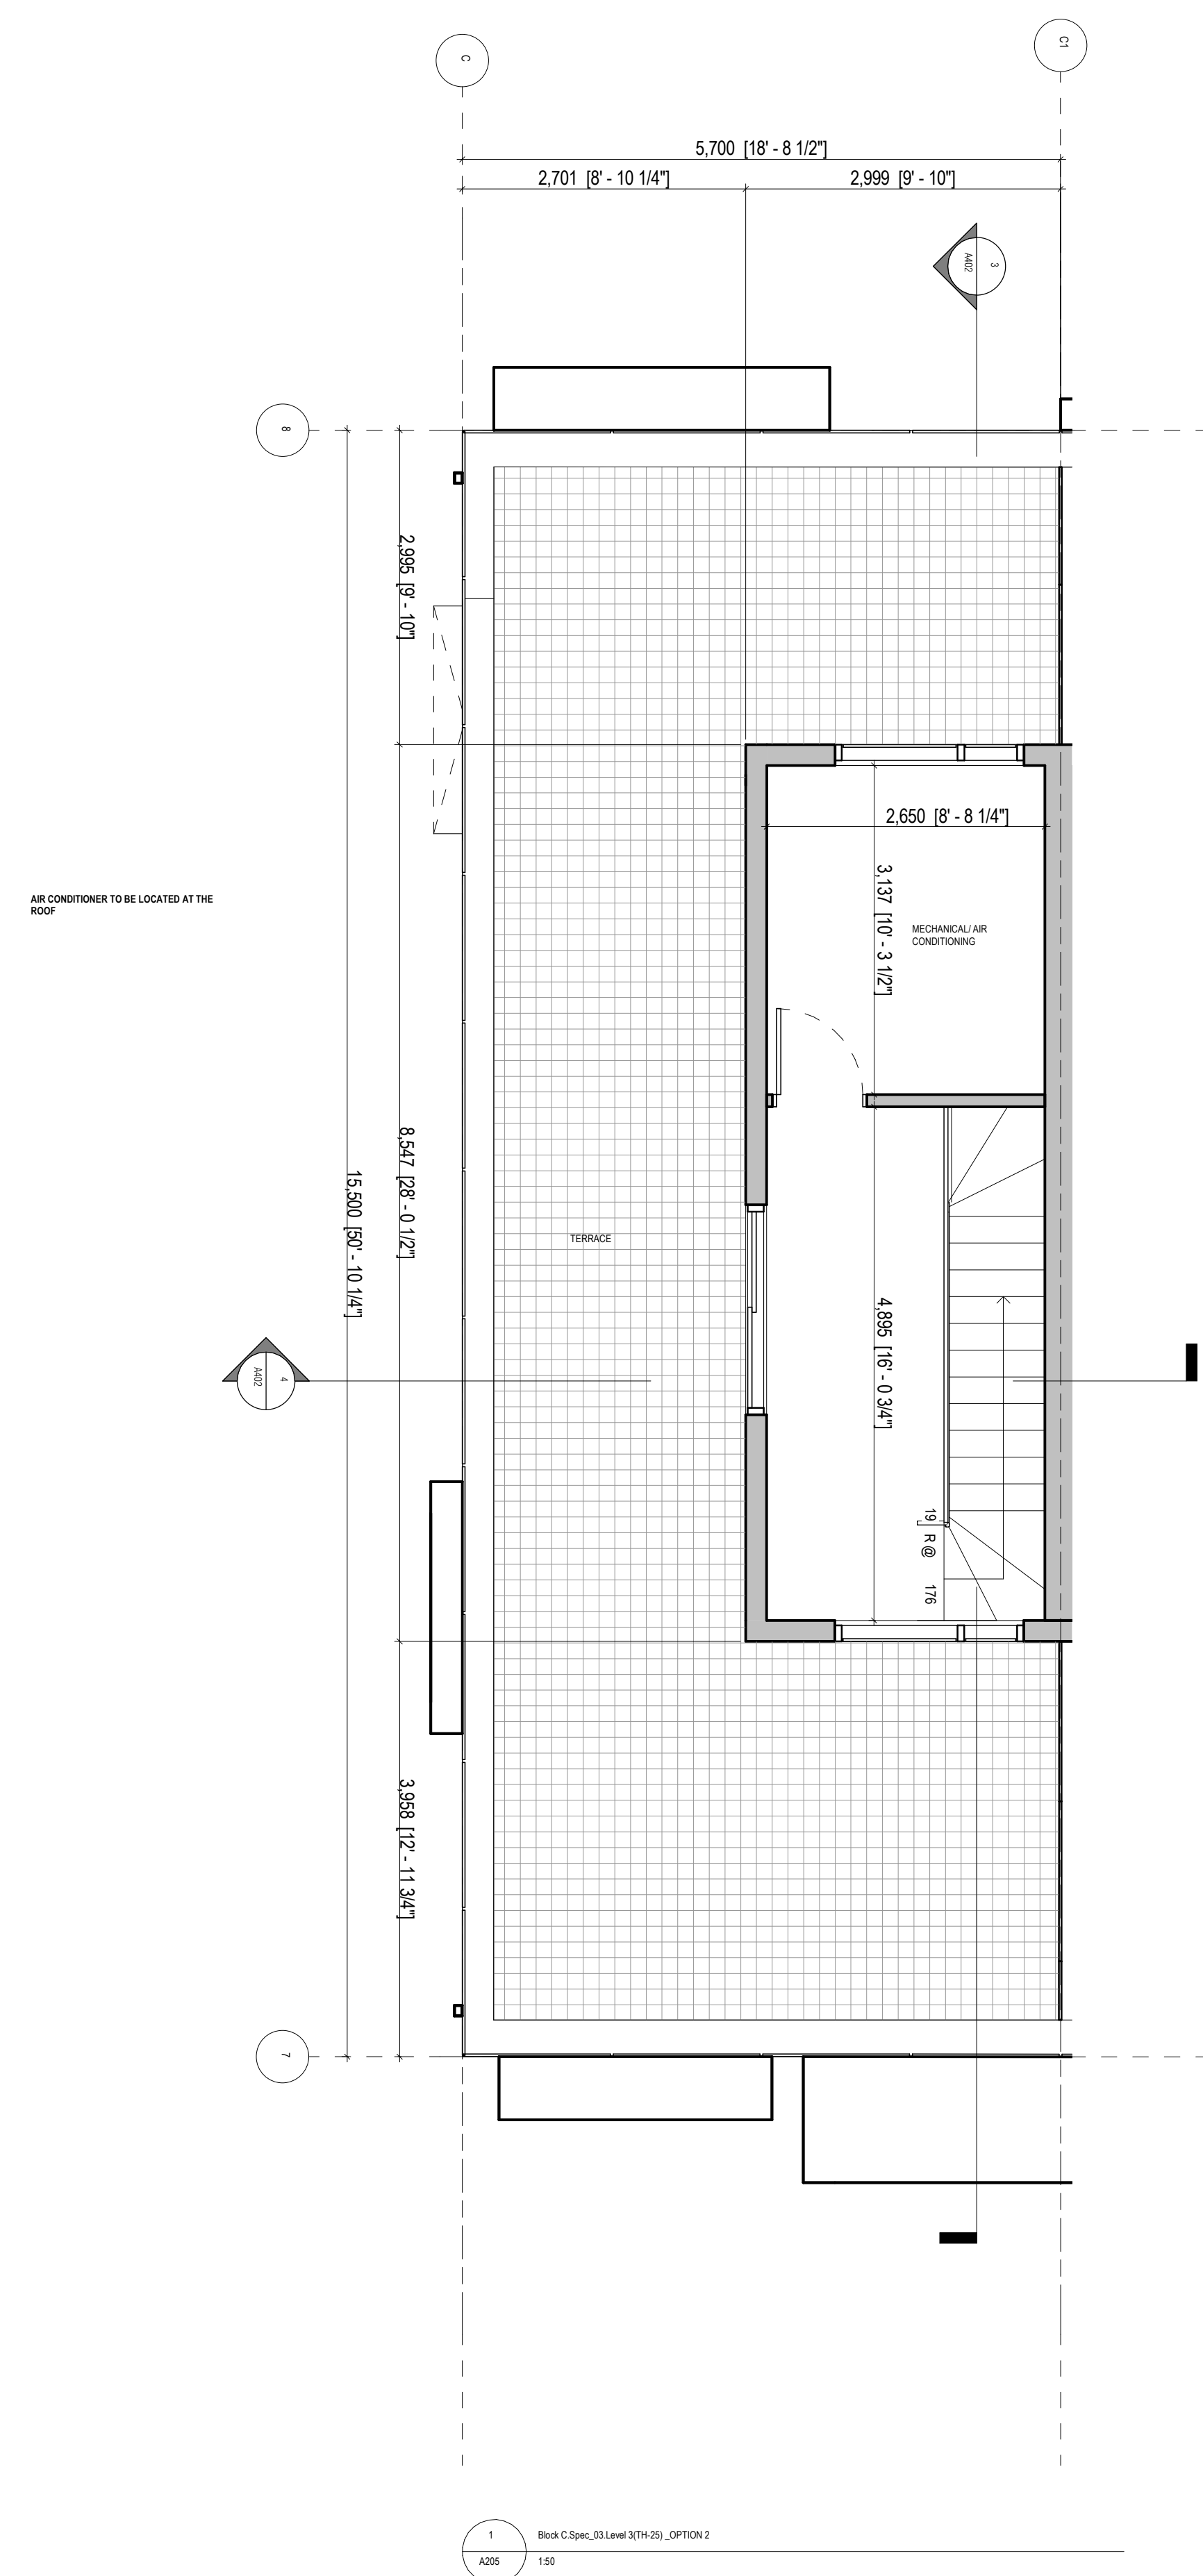 C
C1
5,700 [18' - 8 1/2"]
2,701 [8' - 10 1/4"]
2,999 [9' - 10"]
3
A402
8
2,995 [9' - 10"]
2,650 [8' - 8 1/4"]
3,137 [10' - 3 1/2"]
AIR CONDITIONER TO BE LOCATED AT THE
ROOF
MECHANICAL/ AIR
CONDITIONING
8,547 [28' - 0 1/2"]
15,500 [50' - 10 1/4"]
TERRACE
4,895 [16' - 0 3/4"]
4
A402
19 R @ 176
3,958 [12' - 11 3/4"]
7
1
Block C.Spec_03.Level 3(TH-25) _OPTION 2
A205
1:50